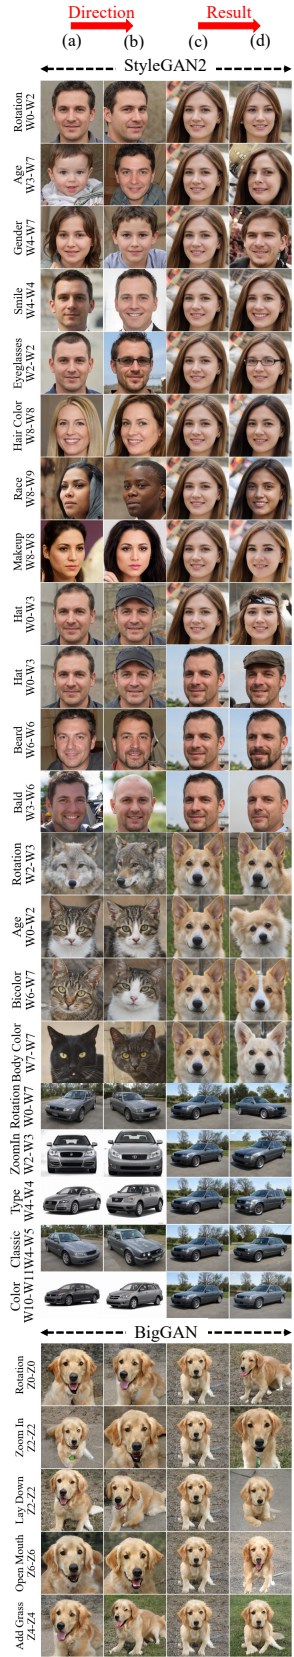 Direction Result
(a) (b) (c) (d)
StyleGAN2
Rotation
W0-W2
Age
W3-W7
Gender
W4-W7
Smile
W4-W4
Eyeglasses
W2-W2
Hair Color
W8-W8
Race
W8-W9
Makeup
W8-W8
Hat
W0-W3
Hat
W0-W3
Beard
W6-W6
Bald
W3-W6
Rotation
W2-W3
Age
W0-W2
Bicolor
W6-W7
Body Color
W7-W7
Rotation
W0-W7
ZoomIn
W2-W3
Type
W4-W4
Classic
W4-W5
Color
W10-W11
BigGAN
Rotation
Z0-Z0
Zoom In
Z2-Z2
Lay Down
Z2-Z2
Open Mouth
Z6-Z6
Add Grass
Z4-Z4